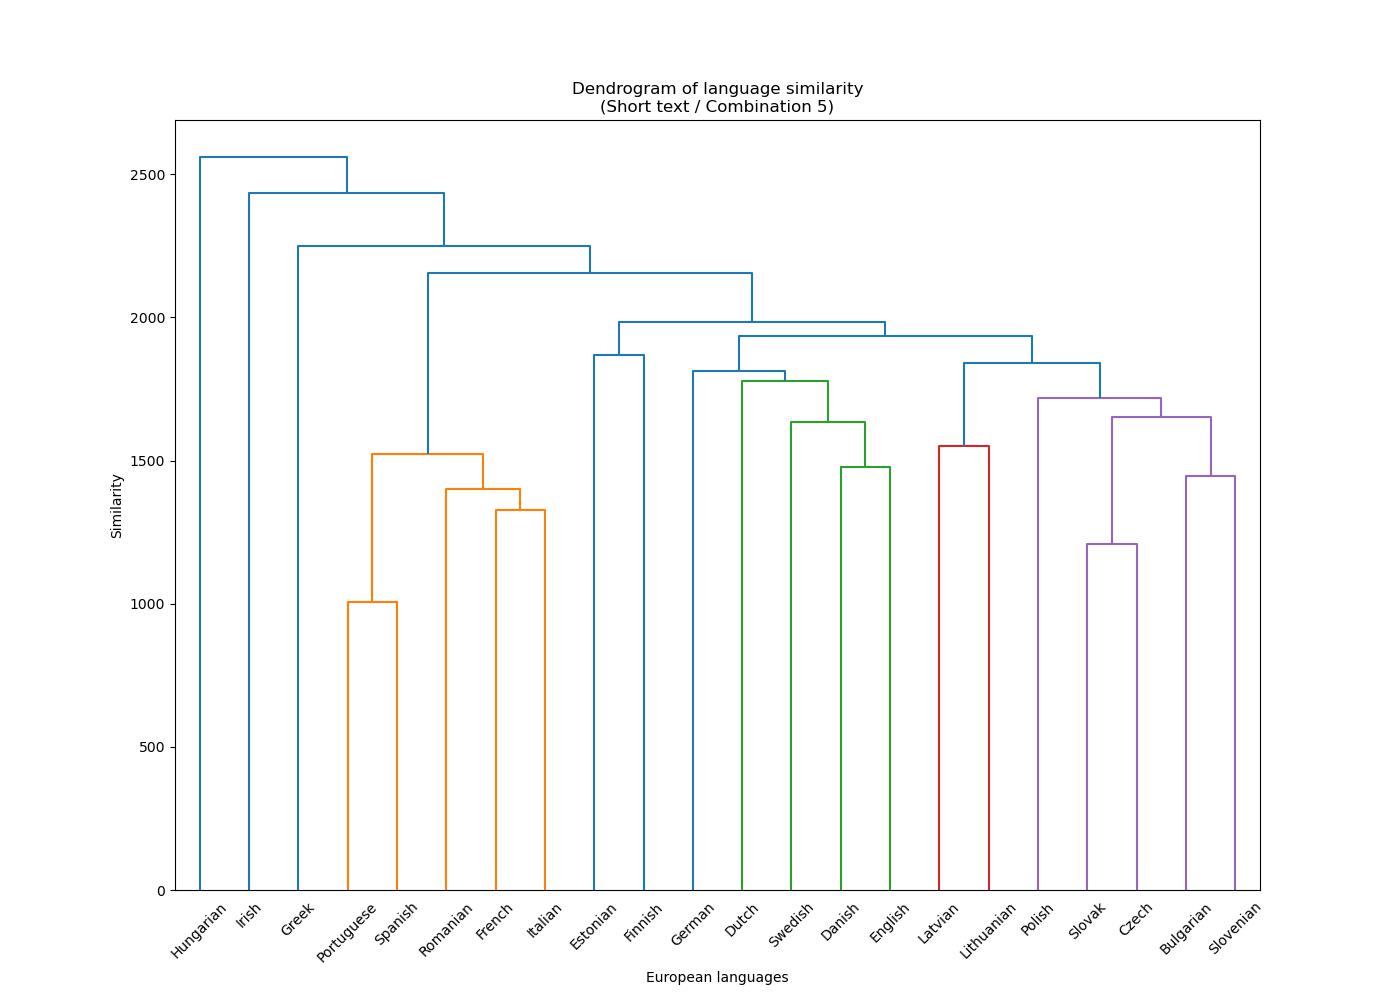 Dendrogram of language similarity
(Short text / Combination 5)
2500
2000
1500
1000
500
0
Similarity
Hungarian
Irish
Greek
Portuguese
Spanish
Romanian
French
Italian
Estonian
Finnish
German
Dutch
Swedish
Danish
English
Latvian
Lithuanian
Polish
Slovak
Czech
Bulgarian
Slovenian
European languages